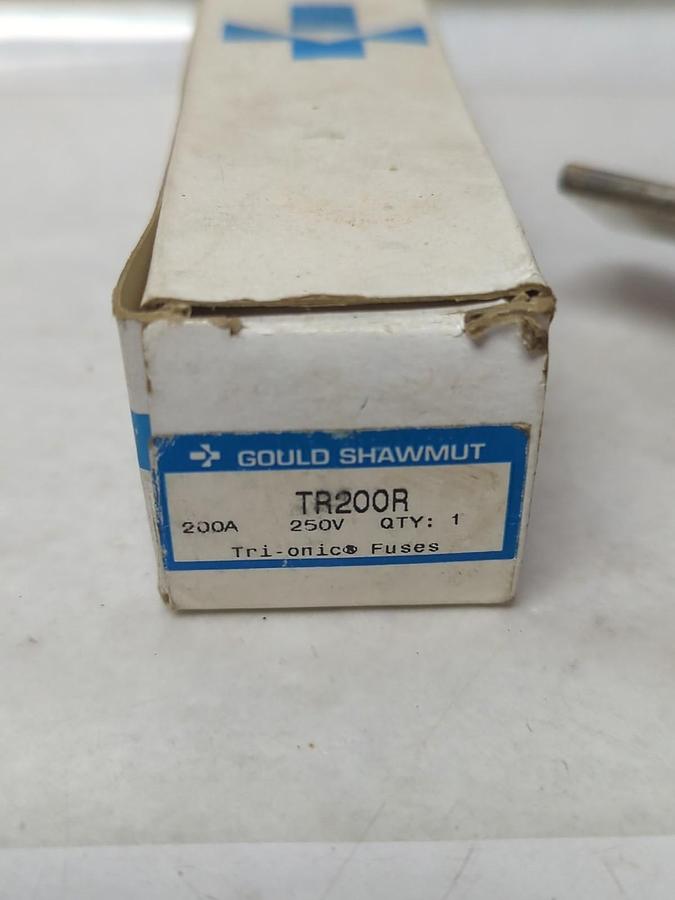 GOULD SHAWMUT
TR200R
200A 250V QTY: 1
Tri-onic® Fuses